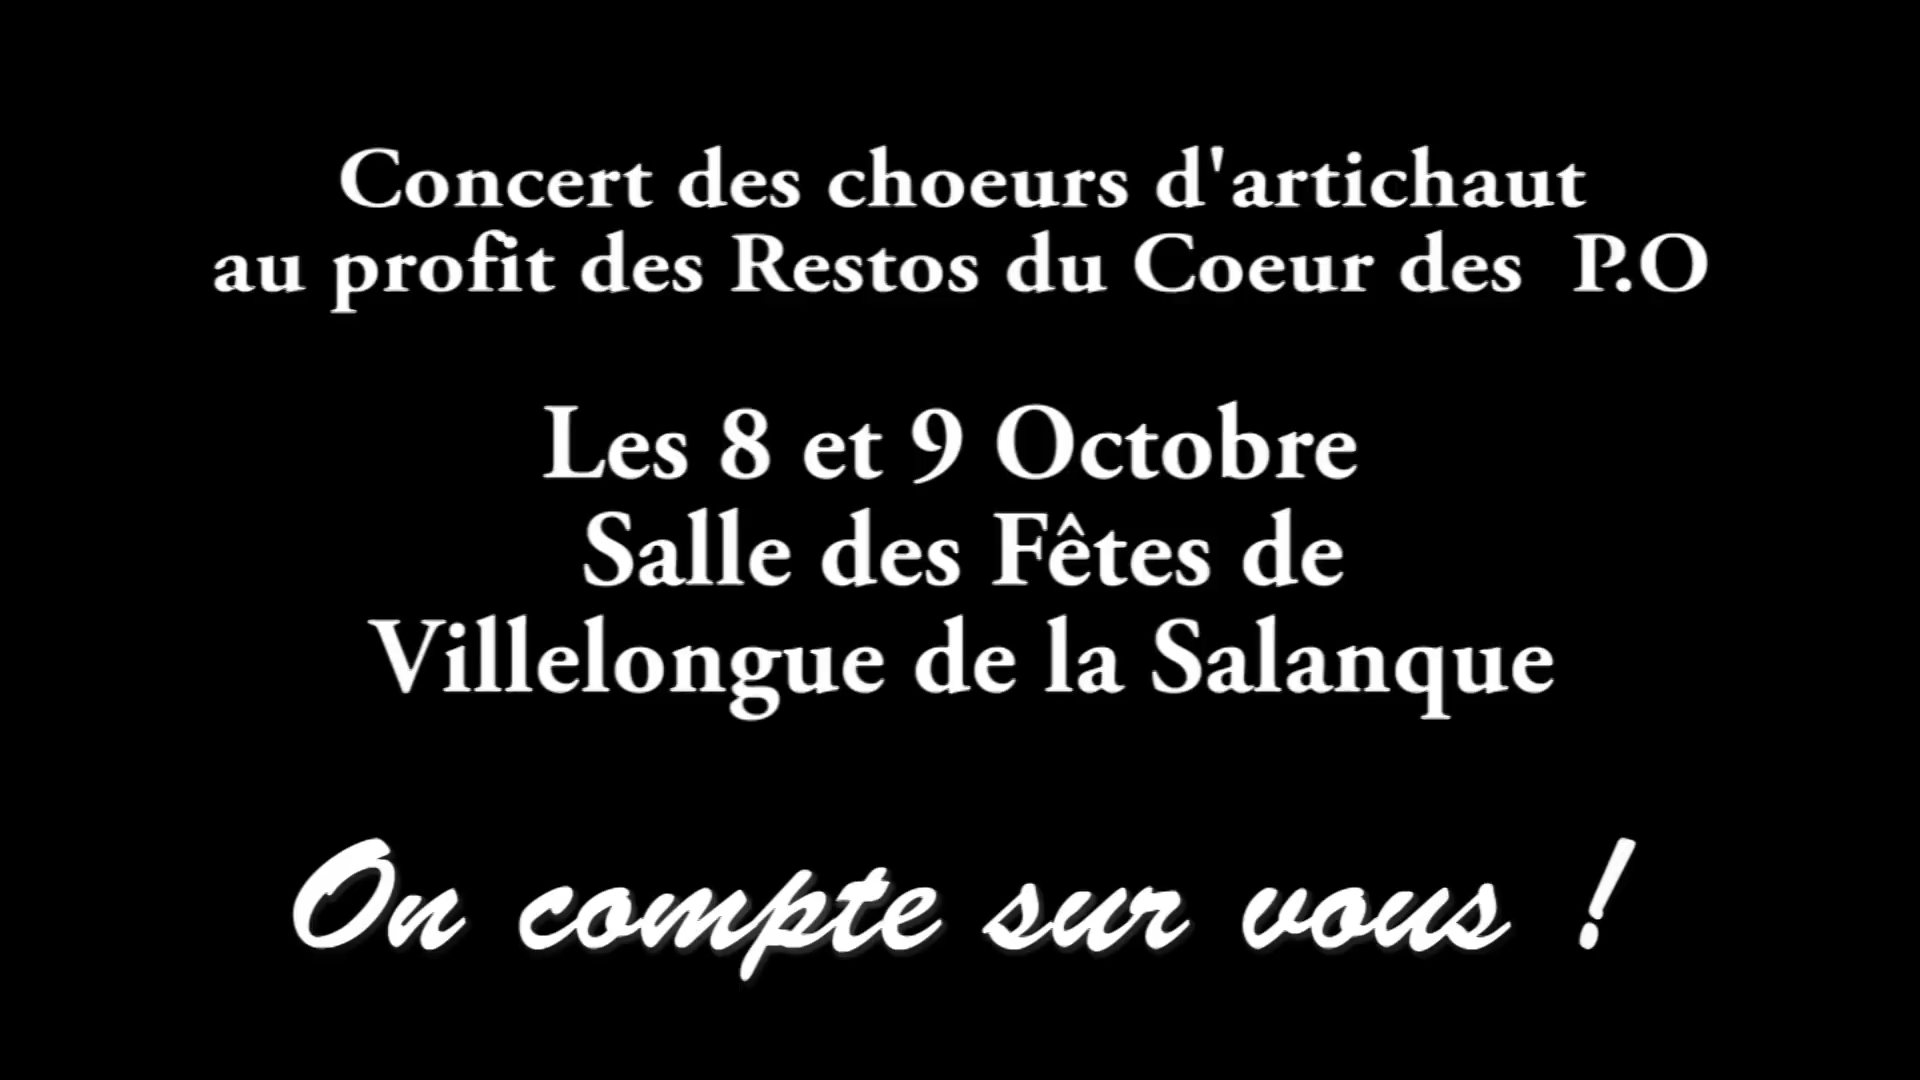 Concert des choeurs d'artichaut
au profit des Restos du Coeur des P.O
Les 8 et 9 Octobre
Salle des Fêtes de
Villelongue de la Salanque
On compte sur vous !